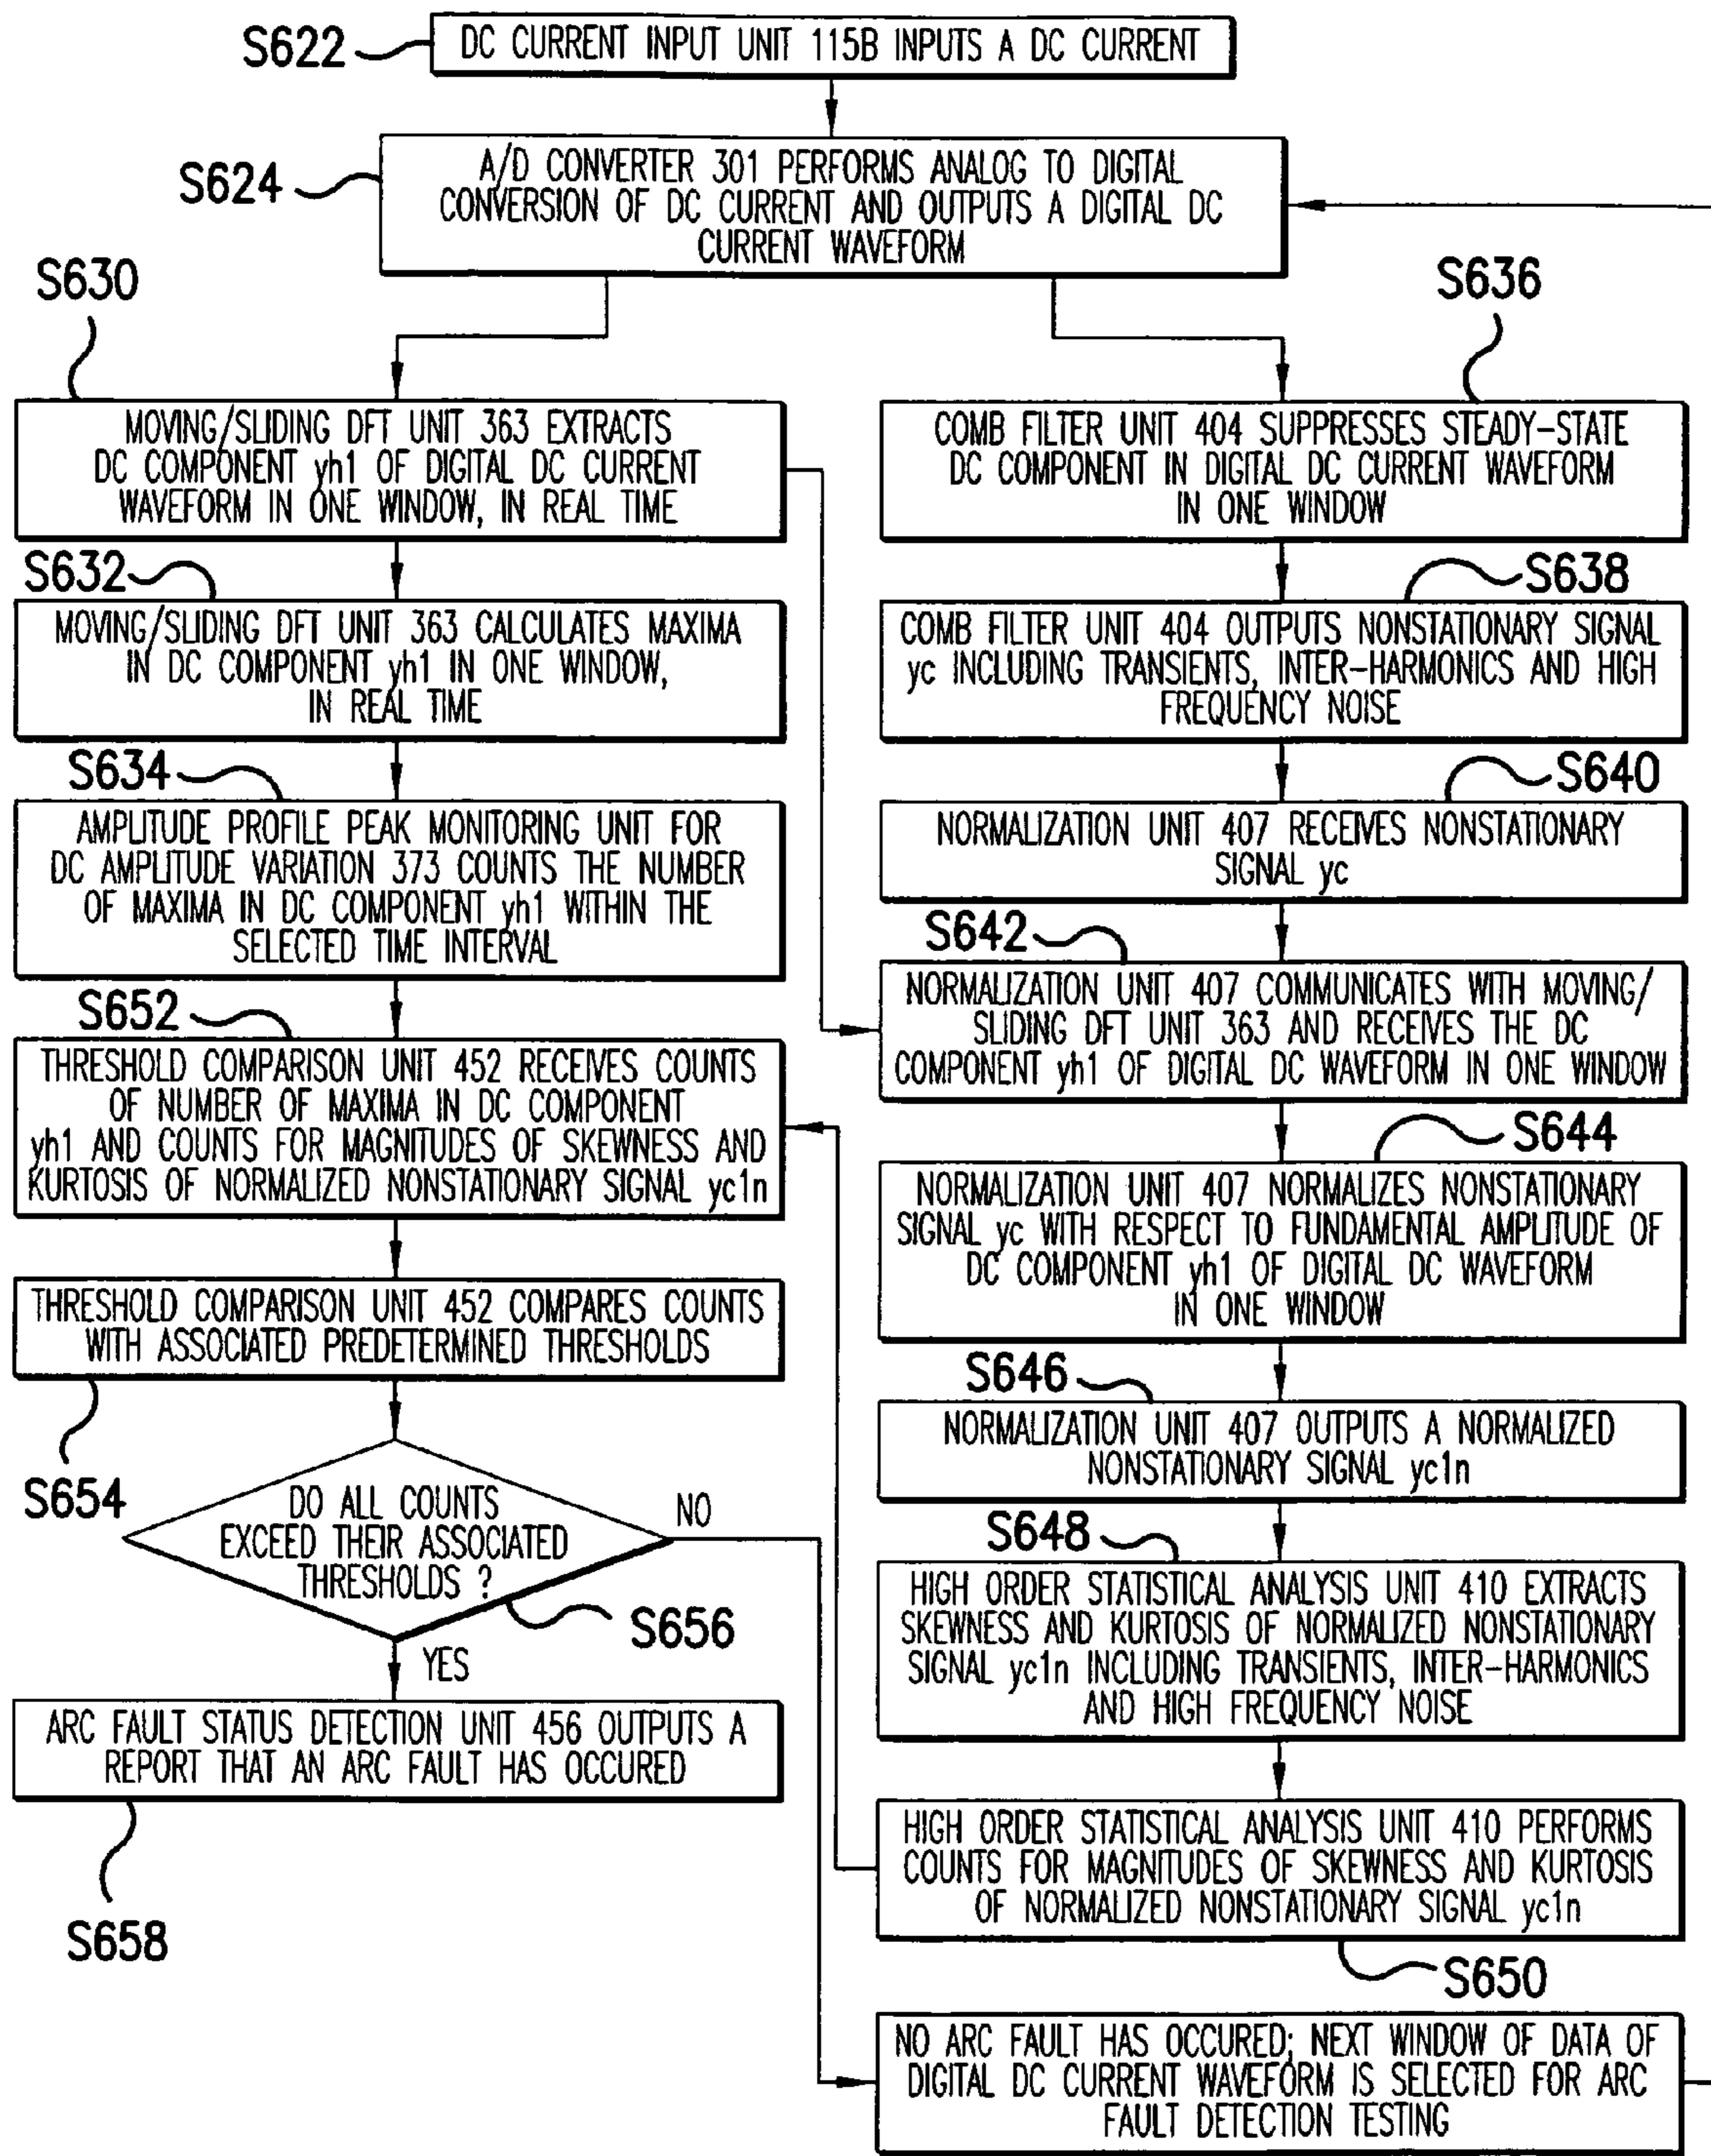 S622
DC CURRENT INPUT UNIT 115B INPUTS A DC CURRENT
S624
A/D CONVERTER 301 PERFORMS ANALOG TO DIGITAL
CONVERSION OF DC CURRENT AND OUTPUTS A DIGITAL DC
CURRENT WAVEFORM
S630
MOVING/SLIDING DFT UNIT 363 EXTRACTS
DC COMPONENT yh1 OF DIGITAL DC CURRENT
WAVEFORM IN ONE WINDOW, IN REAL TIME
S632
MOVING/SLIDING DFT UNIT 363 CALCULATES MAXIMA
IN DC COMPONENT yh1 IN ONE WINDOW,
IN REAL TIME
S634
AMPLITUDE PROFILE PEAK MONITORING UNIT FOR
DC AMPLITUDE VARIATION 373 COUNTS THE NUMBER
OF MAXIMA IN DC COMPONENT yh1 WITHIN THE
SELECTED TIME INTERVAL
S652
THRESHOLD COMPARISON UNIT 452 RECEIVES COUNTS
OF NUMBER OF MAXIMA IN DC COMPONENT
yh1 AND COUNTS FOR MAGNITUDES OF SKEWNESS AND
KURTOSIS OF NORMALIZED NONSTATIONARY SIGNAL yc1n
THRESHOLD COMPARISON UNIT 452 COMPARES COUNTS
WITH ASSOCIATED PREDETERMINED THRESHOLDS
S654
DO ALL COUNTS
EXCEED THEIR ASSOCIATED
THRESHOLDS ?
NO
S656
YES
ARC FAULT STATUS DETECTION UNIT 456 OUTPUTS A
REPORT THAT AN ARC FAULT HAS OCCURED
S658
S636
COMB FILTER UNIT 404 SUPPRESSES STEADY-STATE
DC COMPONENT IN DIGITAL DC CURRENT WAVEFORM
IN ONE WINDOW
S638
COMB FILTER UNIT 404 OUTPUTS NONSTATIONARY SIGNAL
yc INCLUDING TRANSIENTS, INTER-HARMONICS AND HIGH
FREQUENCY NOISE
S640
NORMALIZATION UNIT 407 RECEIVES NONSTATIONARY
SIGNAL yc
S642
NORMALIZATION UNIT 407 COMMUNICATES WITH MOVING/
SLIDING DFT UNIT 363 AND RECEIVES THE DC
COMPONENT yh1 OF DIGITAL DC WAVEFORM IN ONE WINDOW
S644
NORMALIZATION UNIT 407 NORMALIZES NONSTATIONARY
SIGNAL yc WITH RESPECT TO FUNDAMENTAL AMPLITUDE OF
DC COMPONENT yh1 OF DIGITAL DC WAVEFORM
IN ONE WINDOW
S646
NORMALIZATION UNIT 407 OUTPUTS A NORMALIZED
NONSTATIONARY SIGNAL yc1n
S648
HIGH ORDER STATISTICAL ANALYSIS UNIT 410 EXTRACTS
SKEWNESS AND KURTOSIS OF NORMALIZED NONSTATIONARY
SIGNAL yc1n INCLUDING TRANSIENTS, INTER-HARMONICS
AND HIGH FREQUENCY NOISE
HIGH ORDER STATISTICAL ANALYSIS UNIT 410 PERFORMS
COUNTS FOR MAGNITUDES OF SKEWNESS AND KURTOSIS
OF NORMALIZED NONSTATIONARY SIGNAL yc1n
S650
NO ARC FAULT HAS OCCURED; NEXT WINDOW OF DATA OF
DIGITAL DC CURRENT WAVEFORM IS SELECTED FOR ARC
FAULT DETECTION TESTING